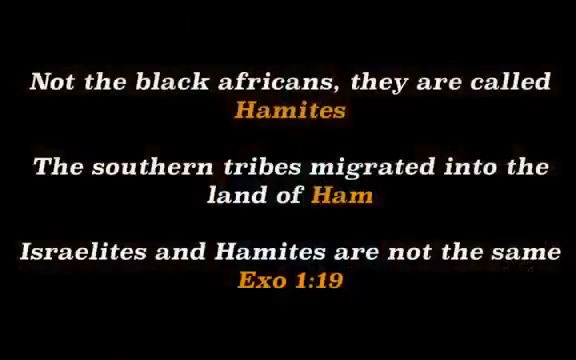 Not the black africans, they are called
Hamites
The southern tribes migrated into the
land of Ham
Israelites and Hamites are not the same
Exo 1:19